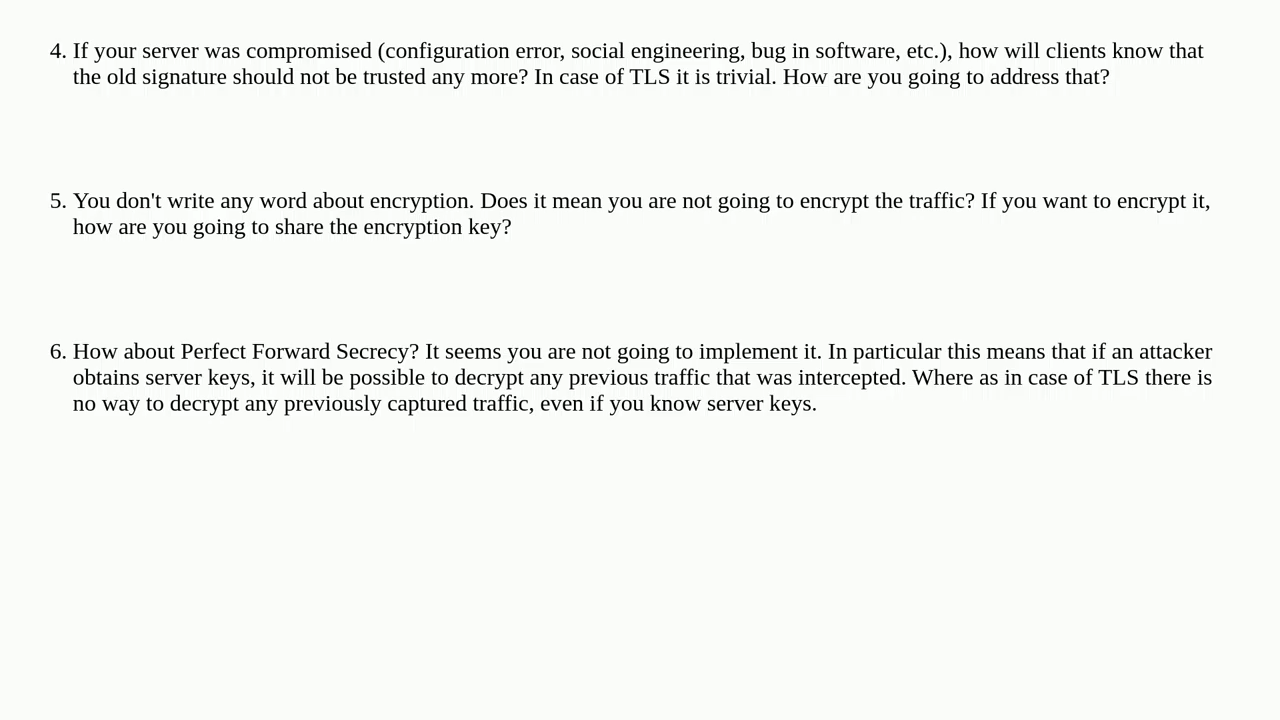 4. If your server was compromised (configuration error, social engineering, bug in software, etc.), how will clients know that
the old signature should not be trusted any more? In case of TLS it is trivial. How are you going to address that?
5. You don't write any word about encryption. Does it mean you are not going to encrypt the traffic? If you want to encrypt it,
how are you going to share the encryption key?
6. How about Perfect Forward Secrecy? It seems you are not going to implement it. In particular this means that if an attacker
obtains server keys, it will be possible to decrypt any previous traffic that was intercepted. Where as in case of TLS there is
no way to decrypt any previously captured traffic, even if you know server keys.